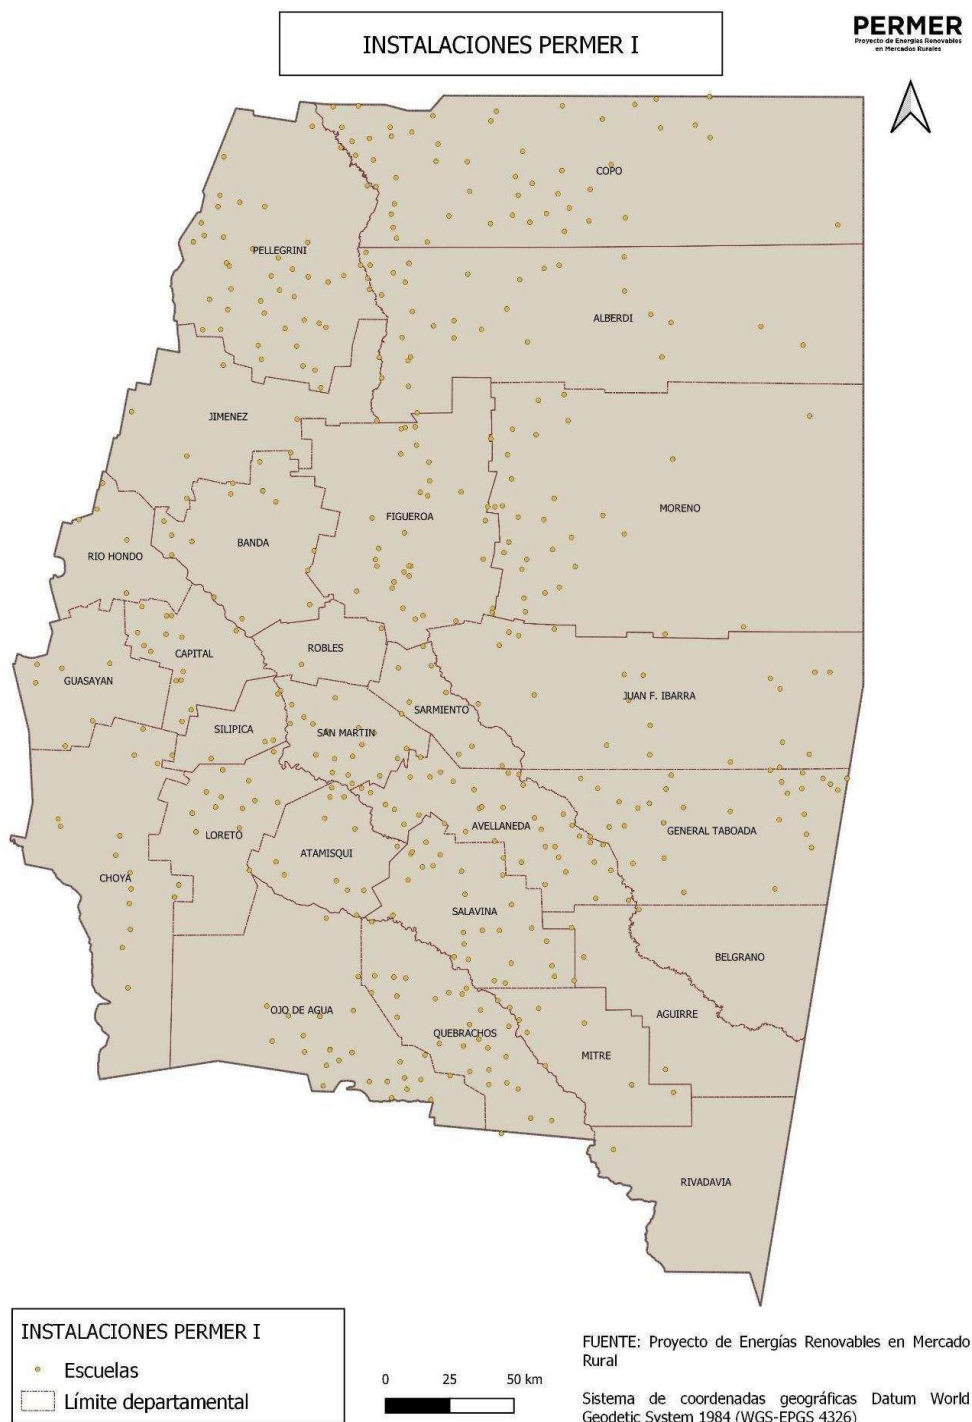 INSTALACIONES PERMER I
PERMER
Proyecto de Energías Renovables
en Mercados Rurales
COPO
PELLEGRINI
ALBERDI
JIMENEZ
MORENO
FIGUEROA
BANDA
RIO HONDO
ROBLES
CAPITAL
GUASAYAN
JUAN F. IBARRA
SARMIENTO
SILIPICA
SAN MARTIN
AVELLANEDA
GENERAL TABOADA
LORETO
ATAMISQUI
CHOYA
SALAVINA
BELGRANO
OJO DE AGUA
AGUIRRE
QUEBRACHOS
MITRE
RIVADAVIA
INSTALACIONES PERMER I
Escuelas
Límite departamental
0 25 50 km
FUENTE: Proyecto de Energías Renovables en Mercado
Rural
Sistema de coordenadas geográficas Datum World
Geodetic System 1984 (WGS-EPGS 4326)